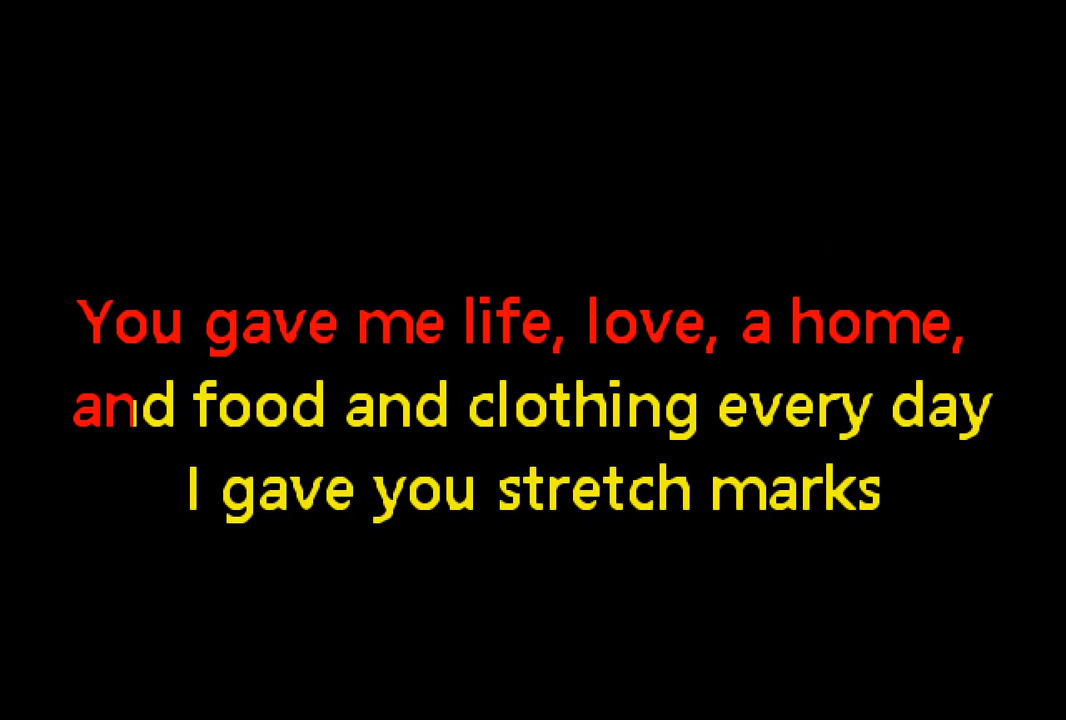 You gave me life, love, a home,
and food and clothing every day
I gave you stretch marks